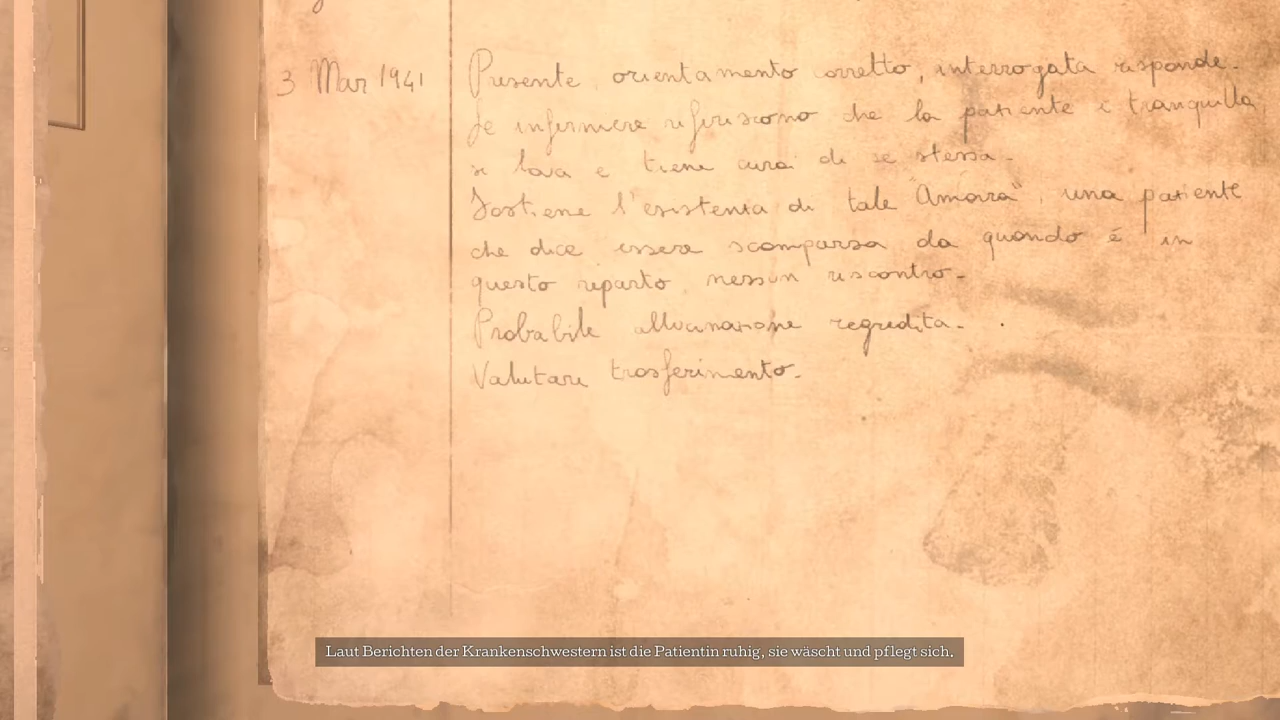 3 Mar 1941
Presente, orientamento corretto, interrogata risponde.
Le infermiere riferiscono che la paziente è tranquilla,
si lava e tiene cura di se stessa.
Sostiene l'esistenza di tale "Amara", una paziente
che dice essere scomparsa da quando é in
questo reparto, nessun riscontro.
Probabile allucinazione regredita.
Valutare trasferimento.
Laut Berichten der Krankenschwestern ist die Patientin ruhig, sie wäscht und pflegt sich.